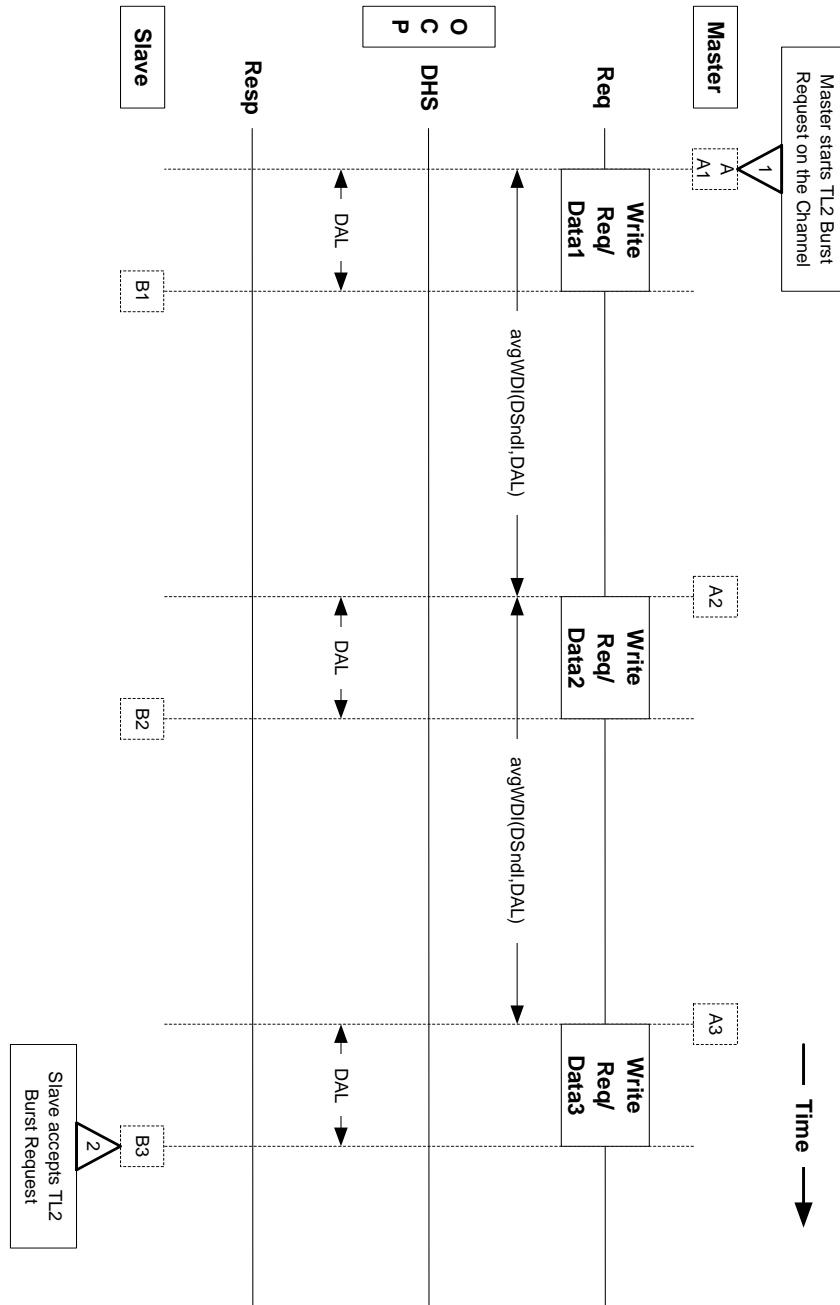 Master starts TL2 Burst
Request on the Channel
1
Time
Master
A
A1
A2
A3
Req
Write
Req/
Data1
Write
Req/
Data2
Write
Req/
Data3
avgWDI(DSndI,DAL)
avgWDI(DSndI,DAL)
O
C
P
DHS
DAL
DAL
DAL
Resp
Slave
B1
B2
B3
2
Slave accepts TL2
Burst Request